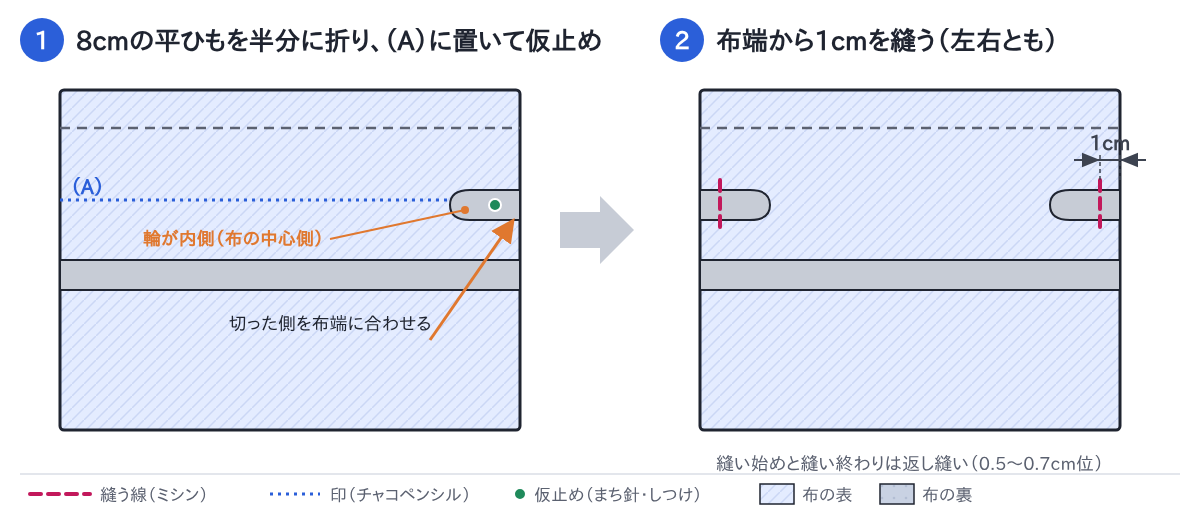 1 8cmの平ひもを半分に折り、（A）に置いて仮止め
2 布端から1cmを縫う（左右とも）
1cm
（A）
輪が内側（布の中心側）
切った側を布端に合わせる
縫い始めと縫い終わりは返し縫い（0.5〜0.7cm位）
縫う線（ミシン）
印（チャコペンシル）
仮止め（まち針・しつけ）
布の表
布の裏